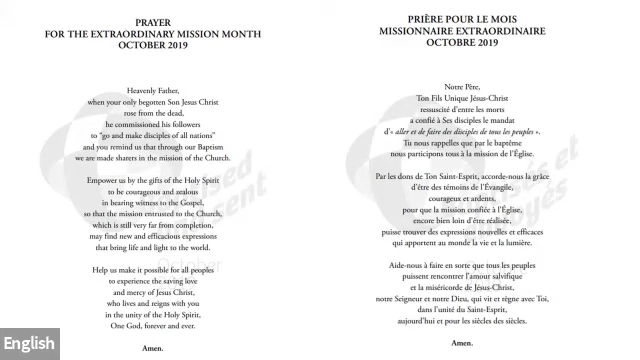 PRAYER
FOR THE EXTRAORDINARY MISSION MONTH
OCTOBER 2019
Heavenly Father,
when your only begotten Son Jesus Christ
rose from the dead,
he commissioned his followers
to “go and make disciples of all nations”
and you remind us that through our Baptism
we are made sharers in the mission of the Church.
Empower us by the gifts of the Holy Spirit
to be courageous and zealous
in bearing witness to the Gospel,
so that the mission entrusted to the Church,
which is still very far from completion,
may find new and efficacious expressions
that bring life and light to the world.
Help us make it possible for all peoples
to experience the saving love
and mercy of Jesus Christ,
who lives and reigns with you
in the unity of the Holy Spirit,
One God, forever and ever.
Amen.
English
PRIÈRE POUR LE MOIS
MISSIONNAIRE EXTRAORDINAIRE
OCTOBRE 2019
Notre Père,
Ton Fils Unique Jésus-Christ
ressuscité d'entre les morts
a confié à Ses disciples le mandat
d'« aller et de faire des disciples de tous les peuples ».
Tu nous rappelles que par le baptême
nous participons tous à la mission de l'Église.
Par les dons de Ton Saint-Esprit, accorde-nous la grâce
d'être des témoins de l'Évangile,
courageux et ardents,
pour que la mission confiée à l'Église,
encore bien loin d'être réalisée,
puisse trouver des expressions nouvelles et efficaces
qui apportent au monde la vie et la lumière.
Aide-nous à faire en sorte que tous les peuples
puissent rencontrer l'amour salvifique
et la miséricorde de Jésus-Christ,
notre Seigneur et notre Dieu, qui vit et règne avec Toi,
dans l'unité du Saint-Esprit,
aujourd'hui et pour les siècles des siècles.
Amen.